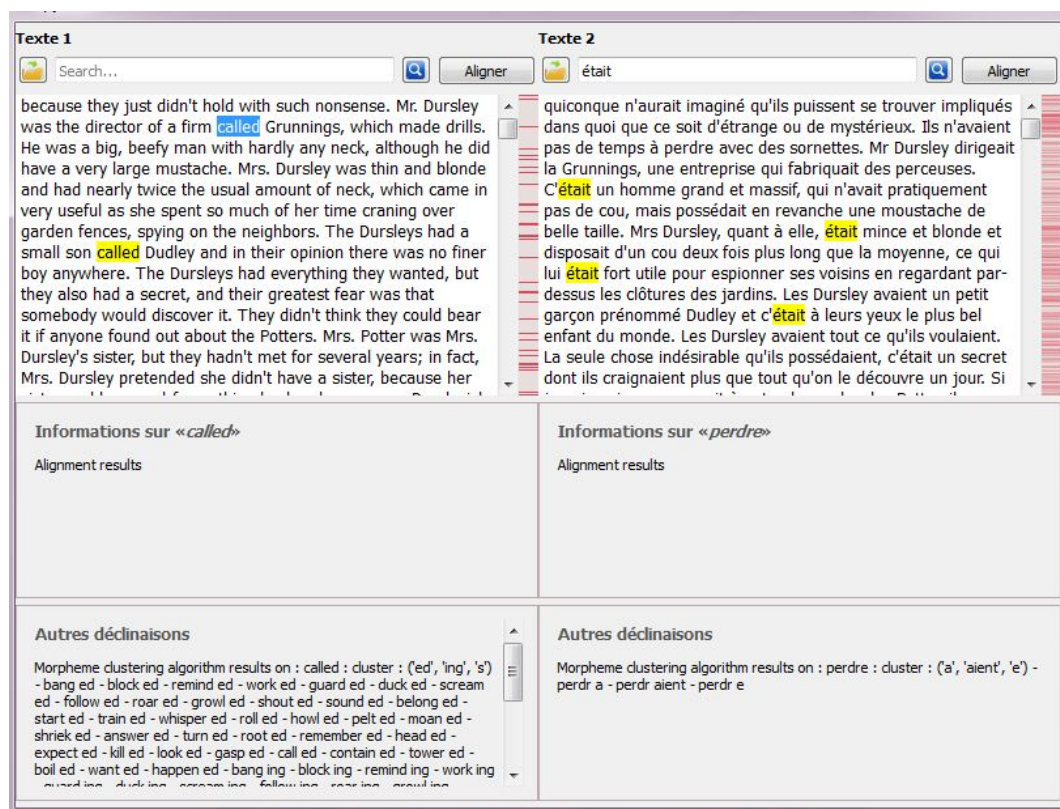 Texte 1
Search...
Aligner
because they just didn't hold with such nonsense. Mr. Dursley
was the director of a firm called Grunnings, which made drills.
He was a big, beefy man with hardly any neck, although he did
have a very large mustache. Mrs. Dursley was thin and blonde
and had nearly twice the usual amount of neck, which came in
very useful as she spent so much of her time craning over
garden fences, spying on the neighbors. The Dursleys had a
small son called Dudley and in their opinion there was no finer
boy anywhere. The Dursleys had everything they wanted, but
they also had a secret, and their greatest fear was that
somebody would discover it. They didn't think they could bear
it if anyone found out about the Potters. Mrs. Potter was Mrs.
Dursley's sister, but they hadn't met for several years; in fact,
Mrs. Dursley pretended she didn't have a sister, because her
Texte 2
était
Aligner
quiconque n'aurait imaginé qu'ils puissent se trouver impliqués
dans quoi que ce soit d'étrange ou de mystérieux. Ils n'avaient
pas de temps à perdre avec des sornettes. Mr Dursley dirigeait
la Grunnings, une entreprise qui fabriquait des perceuses.
C'était un homme grand et massif, qui n'avait pratiquement
pas de cou, mais possédait en revanche une moustache de
belle taille. Mrs Dursley, quant à elle, était mince et blonde et
disposait d'un cou deux fois plus long que la moyenne, ce qui
lui était fort utile pour espionner ses voisins en regardant par-
dessus les clôtures des jardins. Les Dursley avaient un petit
garçon prénommé Dudley et c'était à leurs yeux le plus bel
enfant du monde. Les Dursley avaient tout ce qu'ils voulaient.
La seule chose indésirable qu'ils possédaient, c'était un secret
dont ils craignaient plus que tout qu'on le découvre un jour. Si
Informations sur «called»
Alignment results
Informations sur «perdre»
Alignment results
Autres déclinaisons
Morpheme clustering algorithm results on : called : cluster : ('ed', 'ing', 's')
- bang ed - block ed - remind ed - work ed - guard ed - duck ed - scream
ed - follow ed - roar ed - growl ed - shout ed - sound ed - belong ed -
start ed - train ed - whisper ed - roll ed - howl ed - pelt ed - moan ed -
shriek ed - answer ed - turn ed - root ed - remember ed - head ed -
expect ed - kill ed - look ed - gasp ed - call ed - contain ed - tower ed -
boil ed - want ed - happen ed - bang ing - block ing - remind ing - work ing
Autres déclinaisons
Morpheme clustering algorithm results on : perdre : cluster : ('a', 'aient', 'e') -
perdr a - perdr aient - perdr e